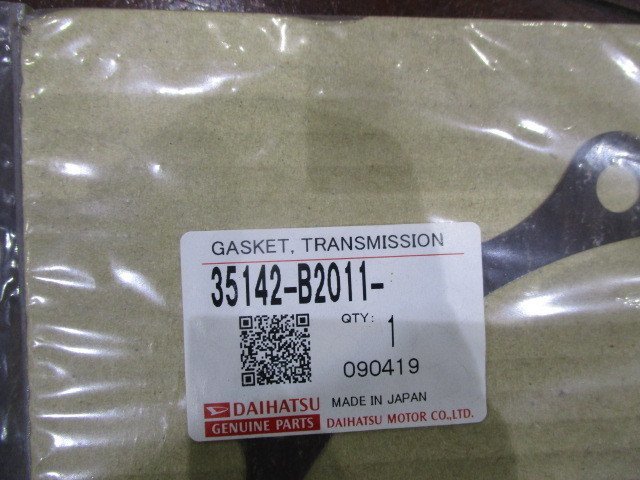 GASKET, TRANSMISSION
35142-B2011-
QTY: 1
090419
DAIHATSU MADE IN JAPAN
GENUINE PARTS DAIHATSU MOTOR CO.,LTD.